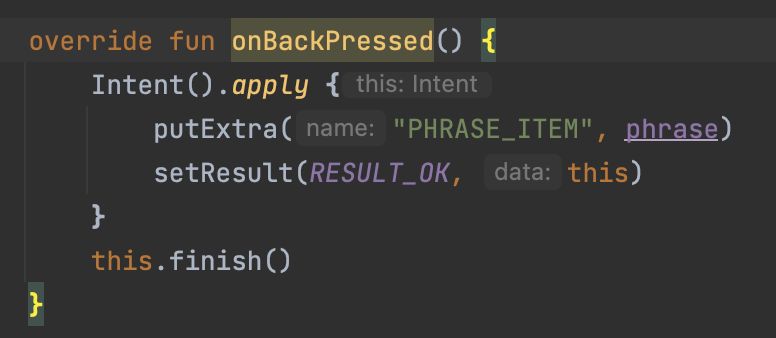 override fun onBackPressed() {
Intent().apply { this: Intent
putExtra( name: "PHRASE_ITEM", phrase)
setResult(RESULT_OK, data: this)
}
this.finish()
}